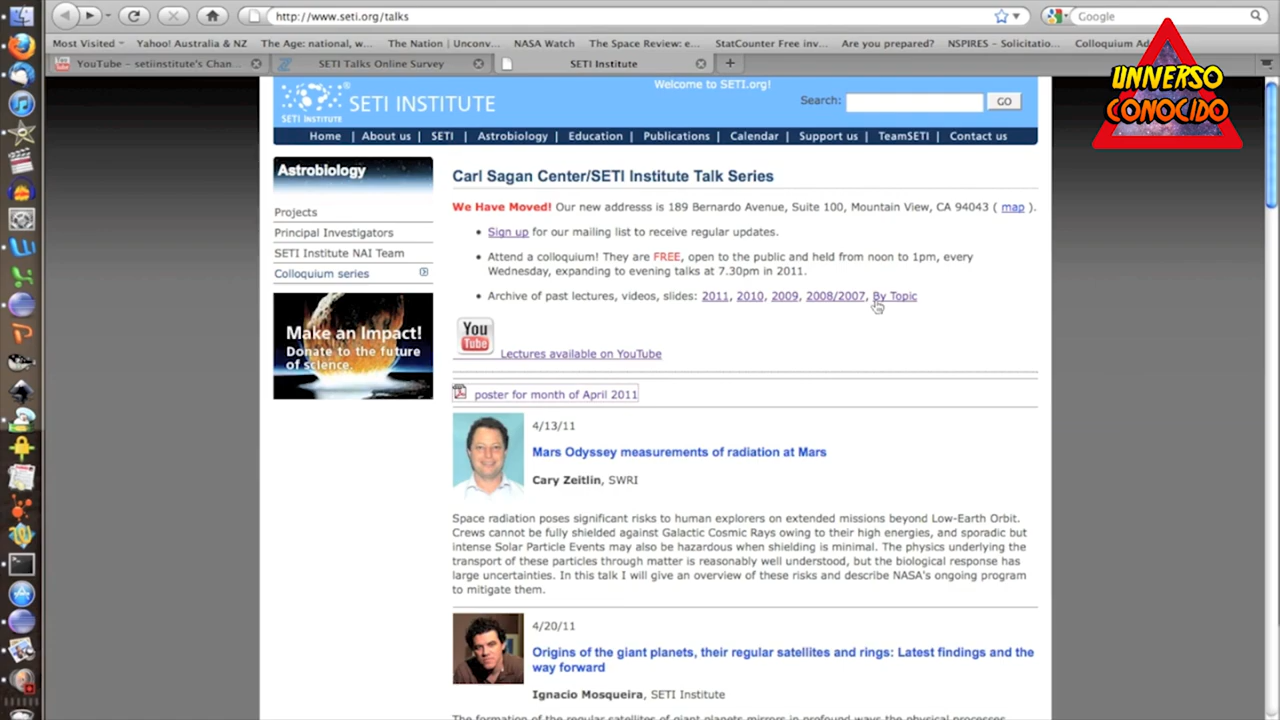 http://www.seti.org/talks
Google
Most Visited
Yahoo! Australia & NZ
The Age: national, w...
The Nation | Unconv...
NASA Watch
The Space Review: e...
StatCounter Free inv...
Are you prepared?
NSPIRES - Solicitatio...
Colloquium Ad
YouTube - setiinstitute's Chan...
SETI Talks Online Survey
SETI Institute
UNNERSO
CONOCIDO
Welcome to SETI.org!
SETI INSTITUTE
SETI INSTITUTE
Search:
GO
Home | About us | SETI | Astrobiology | Education | Publications | Calendar | Support us | TeamSETI | Contact us
Astrobiology
Projects
Principal Investigators
SETI Institute NAI Team
Colloquium series
Make an Impact!
Donate to the future
of science.
Carl Sagan Center/SETI Institute Talk Series
We Have Moved! Our new addresss is 189 Bernardo Avenue, Suite 100, Mountain View, CA 94043 ( map ).
• Sign up for our mailing list to receive regular updates.
• Attend a colloquium! They are FREE, open to the public and held from noon to 1pm, every
Wednesday, expanding to evening talks at 7.30pm in 2011.
• Archive of past lectures, videos, slides: 2011, 2010, 2009, 2008/2007, By Topic
You
Tube
Lectures available on YouTube
poster for month of April 2011
4/13/11
Mars Odyssey measurements of radiation at Mars
Cary Zeitlin, SWRI
Space radiation poses significant risks to human explorers on extended missions beyond Low-Earth Orbit.
Crews cannot be fully shielded against Galactic Cosmic Rays owing to their high energies, and sporadic but
intense Solar Particle Events may also be hazardous when shielding is minimal. The physics underlying the
transport of these particles through matter is reasonably well understood, but the biological response has
large uncertainties. In this talk I will give an overview of these risks and describe NASA's ongoing program
to mitigate them.
4/20/11
Origins of the giant planets, their regular satellites and rings: Latest findings and the
way forward
Ignacio Mosqueira, SETI Institute
The formation of the regular satellites of giant planets mirrors in profound ways the physical processes